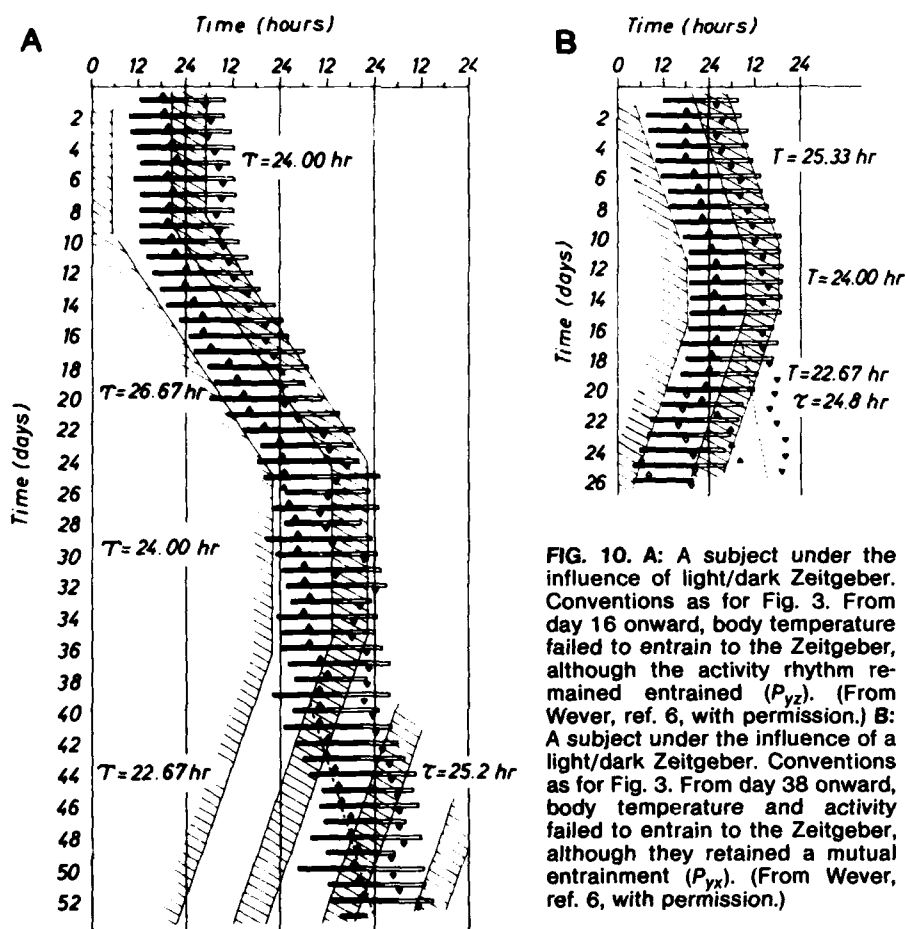 A
Time (hours)
0 12 24 12 24 12 24 12 24
2
4
6
8
10
12
14
16
18
20
22
24
26
28
30
32
34
36
38
40
42
44
46
48
50
52
Time (days)
T = 24.00 hr
T = 26.67 hr
T = 24.00 hr
T = 22.67 hr
τ = 25.2 hr
B
Time (hours)
0 12 24 12 24
2
4
6
8
10
12
14
16
18
20
22
24
26
Time (days)
T = 25.33 hr
T = 24.00 hr
T = 22.67 hr
τ = 24.8 hr
FIG. 10. A: A subject under the
influence of light/dark Zeitgeber.
Conventions as for Fig. 3. From
day 16 onward, body temperature
failed to entrain to the Zeitgeber,
although the activity rhythm re-
mained entrained (Pyz). (From
Wever, ref. 6, with permission.) B:
A subject under the influence of a
light/dark Zeitgeber. Conventions
as for Fig. 3. From day 38 onward,
body temperature and activity
failed to entrain to the Zeitgeber,
although they retained a mutual
entrainment (Pyx). (From Wever,
ref. 6, with permission.)